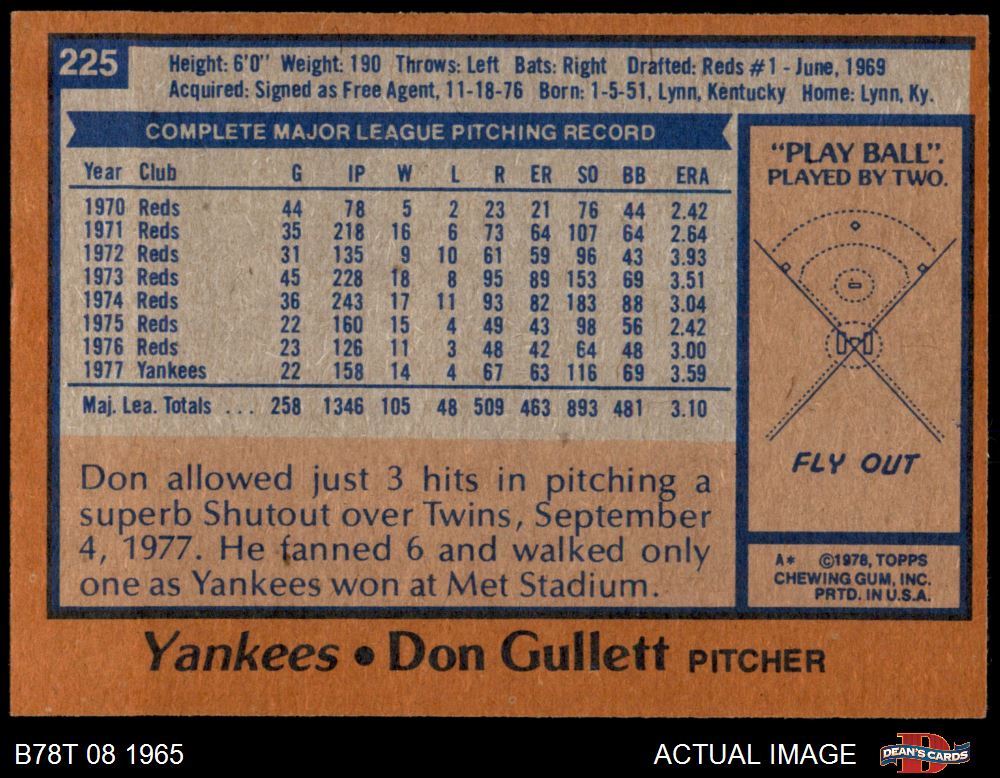 225
Height: 6'0" Weight: 190 Throws: Left Bats: Right Drafted: Reds #1 - June, 1969
Acquired: Signed as Free Agent, 11-18-76 Born: 1-5-51, Lynn, Kentucky Home: Lynn, Ky.
COMPLETE MAJOR LEAGUE PITCHING RECORD
Year Club G IP W L R ER SO BB ERA
1970 Reds 44 78 5 2 23 21 76 44 2.42
1971 Reds 35 218 16 6 73 64 107 64 2.64
1972 Reds 31 135 9 10 61 59 96 43 3.93
1973 Reds 45 228 18 8 95 89 153 69 3.51
1974 Reds 36 243 17 11 93 82 183 88 3.04
1975 Reds 22 160 15 4 49 43 98 56 2.42
1976 Reds 23 126 11 3 48 42 64 48 3.00
1977 Yankees 22 158 14 4 67 63 116 69 3.59
Maj. Lea. Totals ... 258 1346 105 48 509 463 893 481 3.10
Don allowed just 3 hits in pitching a
superb Shutout over Twins, September
4, 1977. He fanned 6 and walked only
one as Yankees won at Met Stadium.
"PLAY BALL".
PLAYED BY TWO.
FLY OUT
A* ©1978, TOPPS
CHEWING GUM, INC.
PRTD. IN U.S.A.
Yankees • Don Gullett PITCHER
B78T 08 1965
ACTUAL IMAGE
DEAN'S CARDS